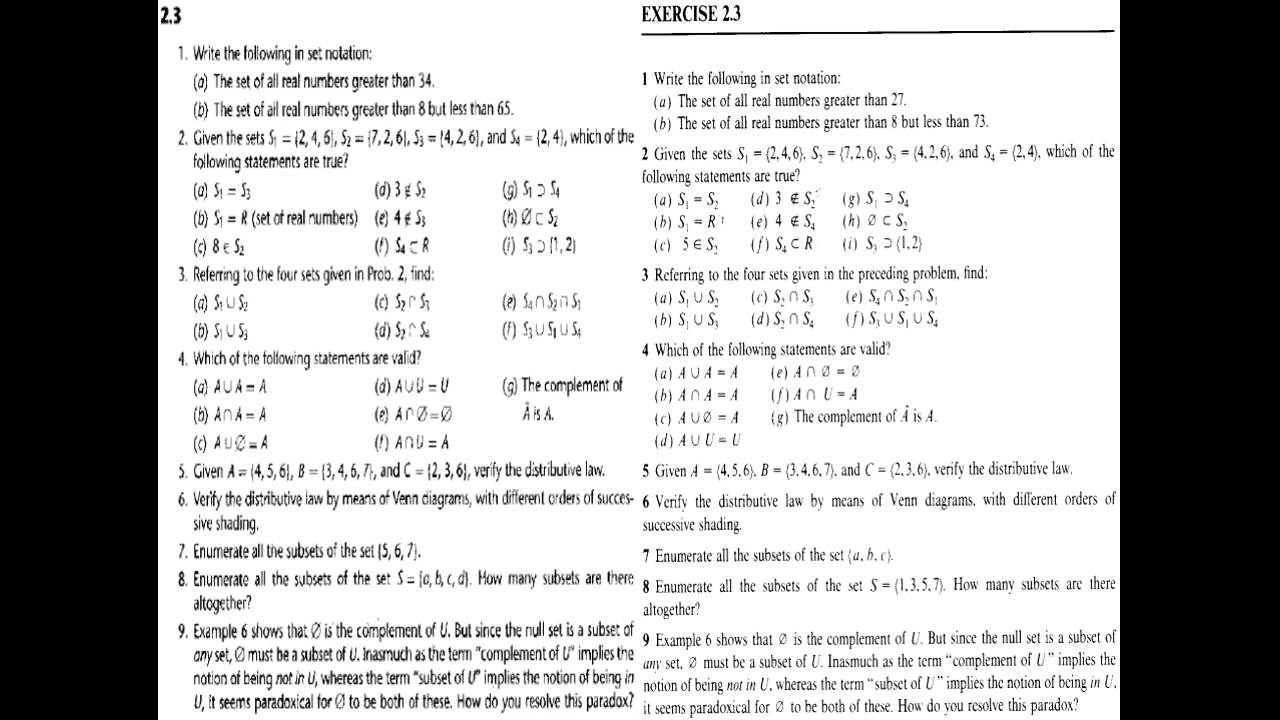 2.3
1. Write the following in set notation:
(a) The set of all real numbers greater than 34.
(b) The set of all real numbers greater than 8 but less than 65.
2. Given the sets S₁ = {2, 4, 6}, S₂ = {7, 2, 6}, S₃ = {4, 2, 6}, and S₄ = {2, 4}, which of the
following statements are true?
(a) S₁ = S₃ (d) 3 ∉ S₂ (g) S₁ ⊃ S₄
(b) S₁ = R (set of real numbers) (e) 4 ∉ S₃ (h) Ø ⊂ S₂
(c) 8 ∈ S₂ (f) S₄ ⊂ R (i) S₃ ⊃ {1, 2}
3. Referring to the four sets given in Prob. 2, find:
(a) S₁ ∪ S₂ (c) S₂ ∩ S₃ (e) S₄ ∩ S₂ ∩ S₁
(b) S₁ ∪ S₃ (d) S₂ ∩ S₄ (f) S₃ ∪ S₁ ∪ S₄
4. Which of the following statements are valid?
(a) A ∪ A = A (d) A ∪ U = U (g) The complement of
(b) A ∩ A = A (e) A ∩ Ø = Ø Ã is A.
(c) A ∪ Ø = A (f) A ∩ U = A
5. Given A = {4, 5, 6}, B = {3, 4, 6, 7}, and C = {2, 3, 6}, verify the distributive law.
6. Verify the distributive law by means of Venn diagrams, with different orders of succes-
sive shading.
7. Enumerate all the subsets of the set {5, 6, 7}.
8. Enumerate all the subsets of the set S = {a, b, c, d}. How many subsets are there
altogether?
9. Example 6 shows that Ø is the complement of U. But since the null set is a subset of
any set, Ø must be a subset of U. Inasmuch as the term "complement of U" implies the
notion of being not in U, whereas the term "subset of U" implies the notion of being in
U, it seems paradoxical for Ø to be both of these. How do you resolve this paradox?
EXERCISE 2.3
1 Write the following in set notation:
(a) The set of all real numbers greater than 27.
(b) The set of all real numbers greater than 8 but less than 73.
2 Given the sets S₁ = {2, 4, 6}, S₂ = {7, 2, 6}, S₃ = {4, 2, 6}, and S₄ = {2, 4}, which of the
following statements are true?
(a) S₁ = S₂ (d) 3 ∉ S₂ (g) S₁ ⊃ S₄
(b) S₁ = R (e) 4 ∉ S₄ (h) Ø ⊂ S₂
(c) 5 ∈ S₂ (f) S₄ ⊂ R (i) S₃ ⊃ {1, 2}
3 Referring to the four sets given in the preceding problem, find:
(a) S₁ ∪ S₂ (c) S₂ ∩ S₃ (e) S₄ ∩ S₂ ∩ S₁
(b) S₁ ∪ S₃ (d) S₂ ∩ S₄ (f) S₃ ∪ S₁ ∪ S₄
4 Which of the following statements are valid?
(a) A ∪ A = A (e) A ∩ Ø = Ø
(b) A ∩ A = A (f) A ∩ U = A
(c) A ∪ Ø = A (g) The complement of Ã is A.
(d) A ∪ U = U
5 Given A = {4, 5, 6}, B = {3, 4, 6, 7}, and C = {2, 3, 6}, verify the distributive law.
6 Verify the distributive law by means of Venn diagrams, with different orders of
successive shading.
7 Enumerate all the subsets of the set {a, b, c}.
8 Enumerate all the subsets of the set S = {1, 3, 5, 7}. How many subsets are there
altogether?
9 Example 6 shows that Ø is the complement of U. But since the null set is a subset of
any set, Ø must be a subset of U. Inasmuch as the term "complement of U" implies the
notion of being not in U, whereas the term "subset of U" implies the notion of being in U,
it seems paradoxical for Ø to be both of these. How do you resolve this paradox?